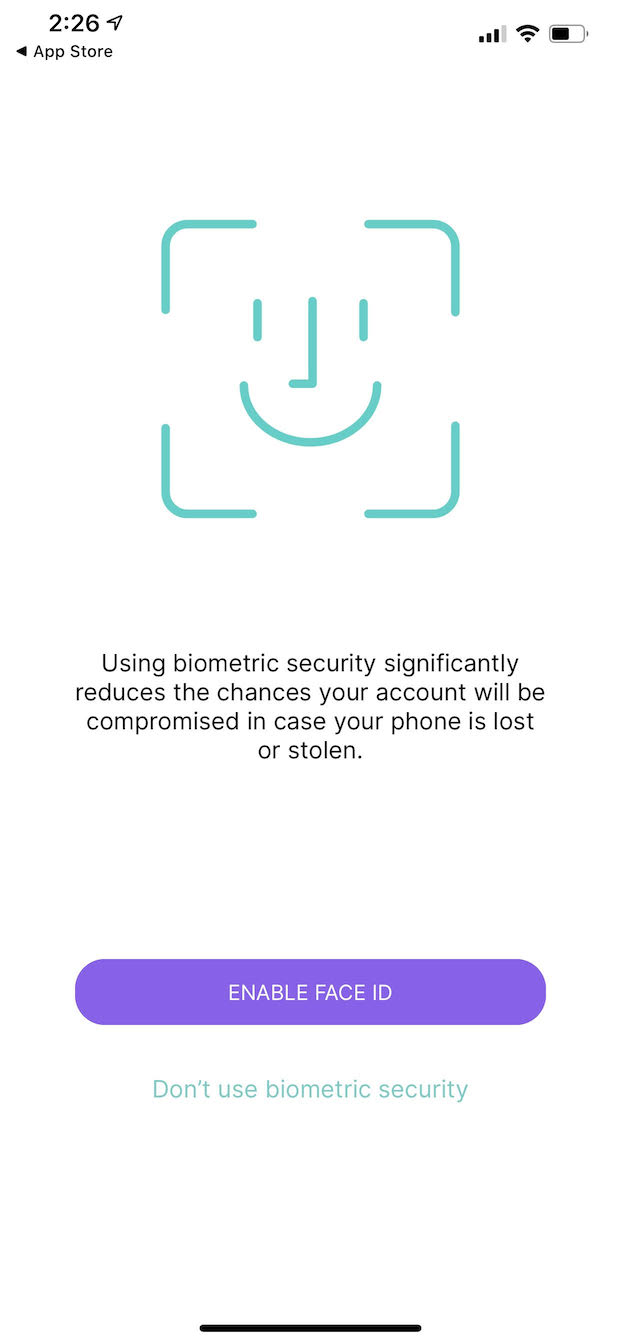 2:26
◀ App Store
Using biometric security significantly
reduces the chances your account will be
compromised in case your phone is lost
or stolen.
ENABLE FACE ID
Don’t use biometric security